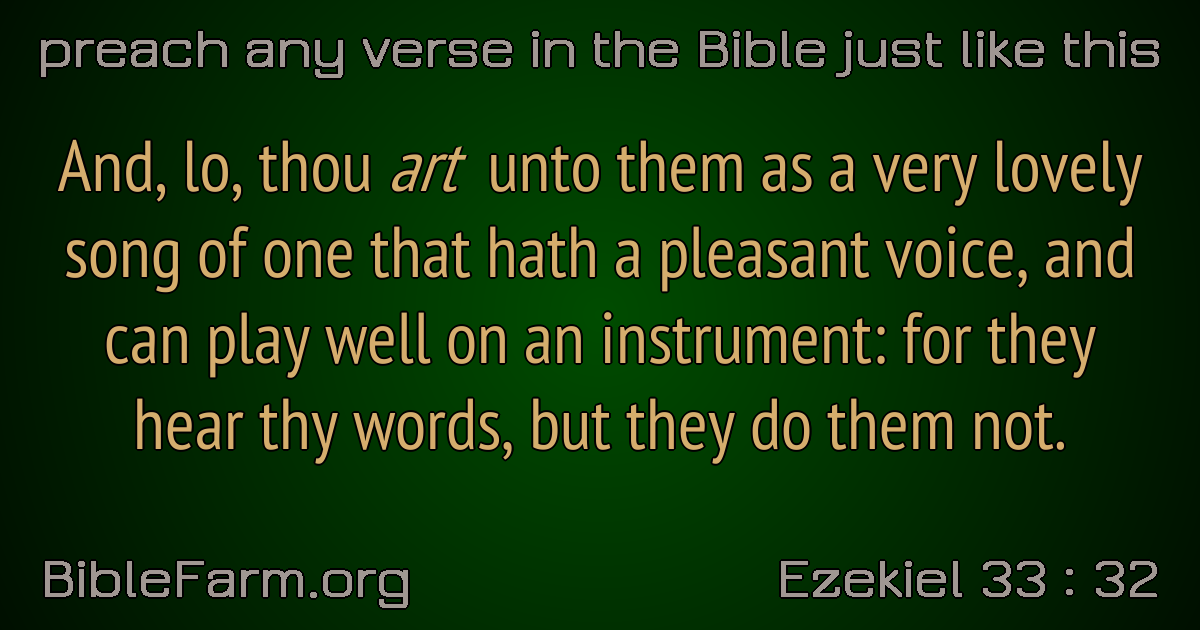 preach any verse in the Bible just like this
And, lo, thou art unto them as a very lovely
song of one that hath a pleasant voice, and
can play well on an instrument: for they
hear thy words, but they do them not.
BibleFarm.org
Ezekiel 33 : 32